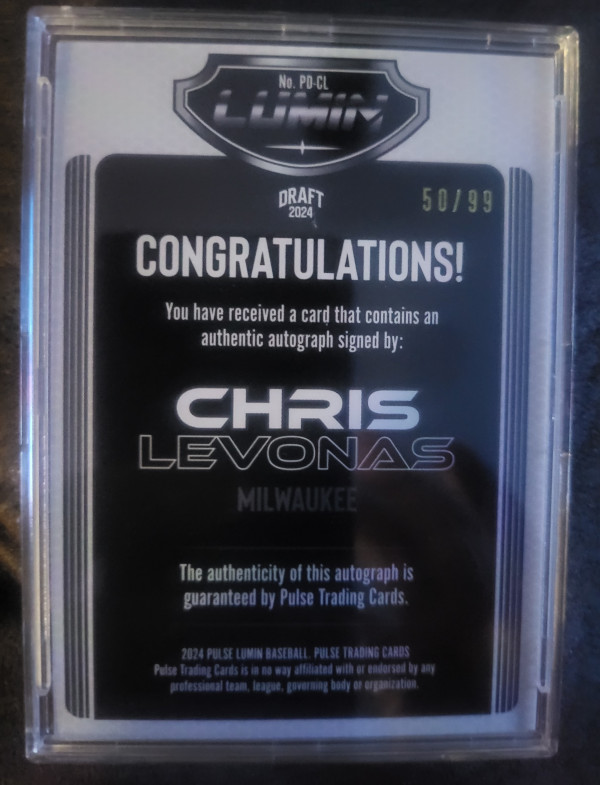 No. PD-CL
LUMIN
DRAFT
2024
50/99
CONGRATULATIONS!
You have received a card that contains an
authentic autograph signed by:
CHRIS
LEVONAS
MILWAUKEE
The authenticity of this autograph is
guaranteed by Pulse Trading Cards.
2024 PULSE LUMIN BASEBALL. PULSE TRADING CARDS
Pulse Trading Cards is in no way affiliated with or endorsed by any
professional team, league, governing body or organization.